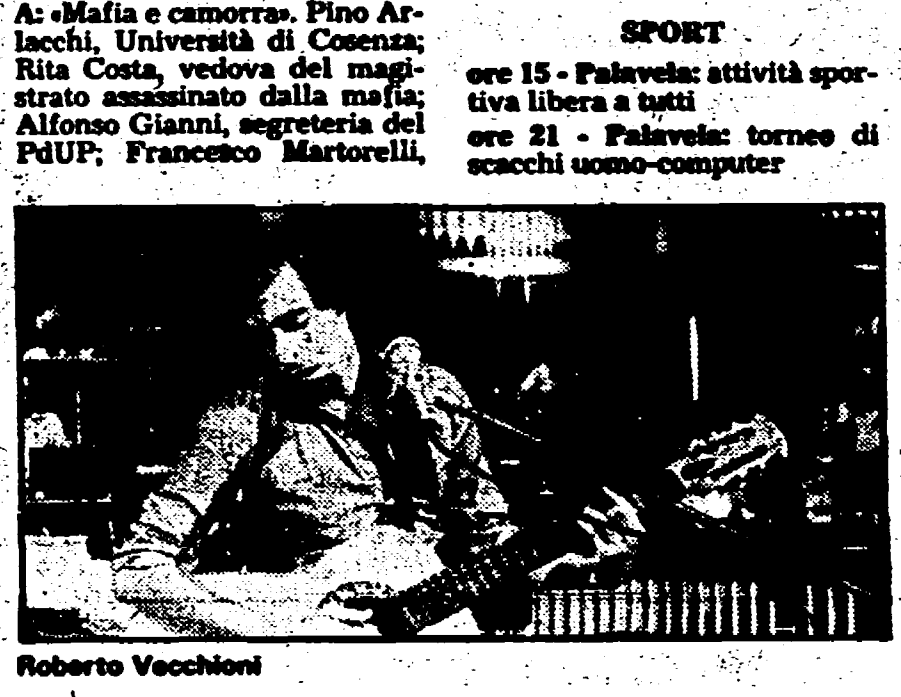 A: «Mafia e camorra». Pino Ar-
lacchi, Università di Cosenza;
Rita Costa, vedova del magi-
strato assassinato dalla mafia;
Alfonso Gianni, segreteria del
PdUP; Francesco Martorelli,
SPORT
ore 15 - Palavela: attività spor-
tiva libera a tutti
ore 21 - Palavela: torneo di
scacchi uomo-computer
Roberto Vecchioni